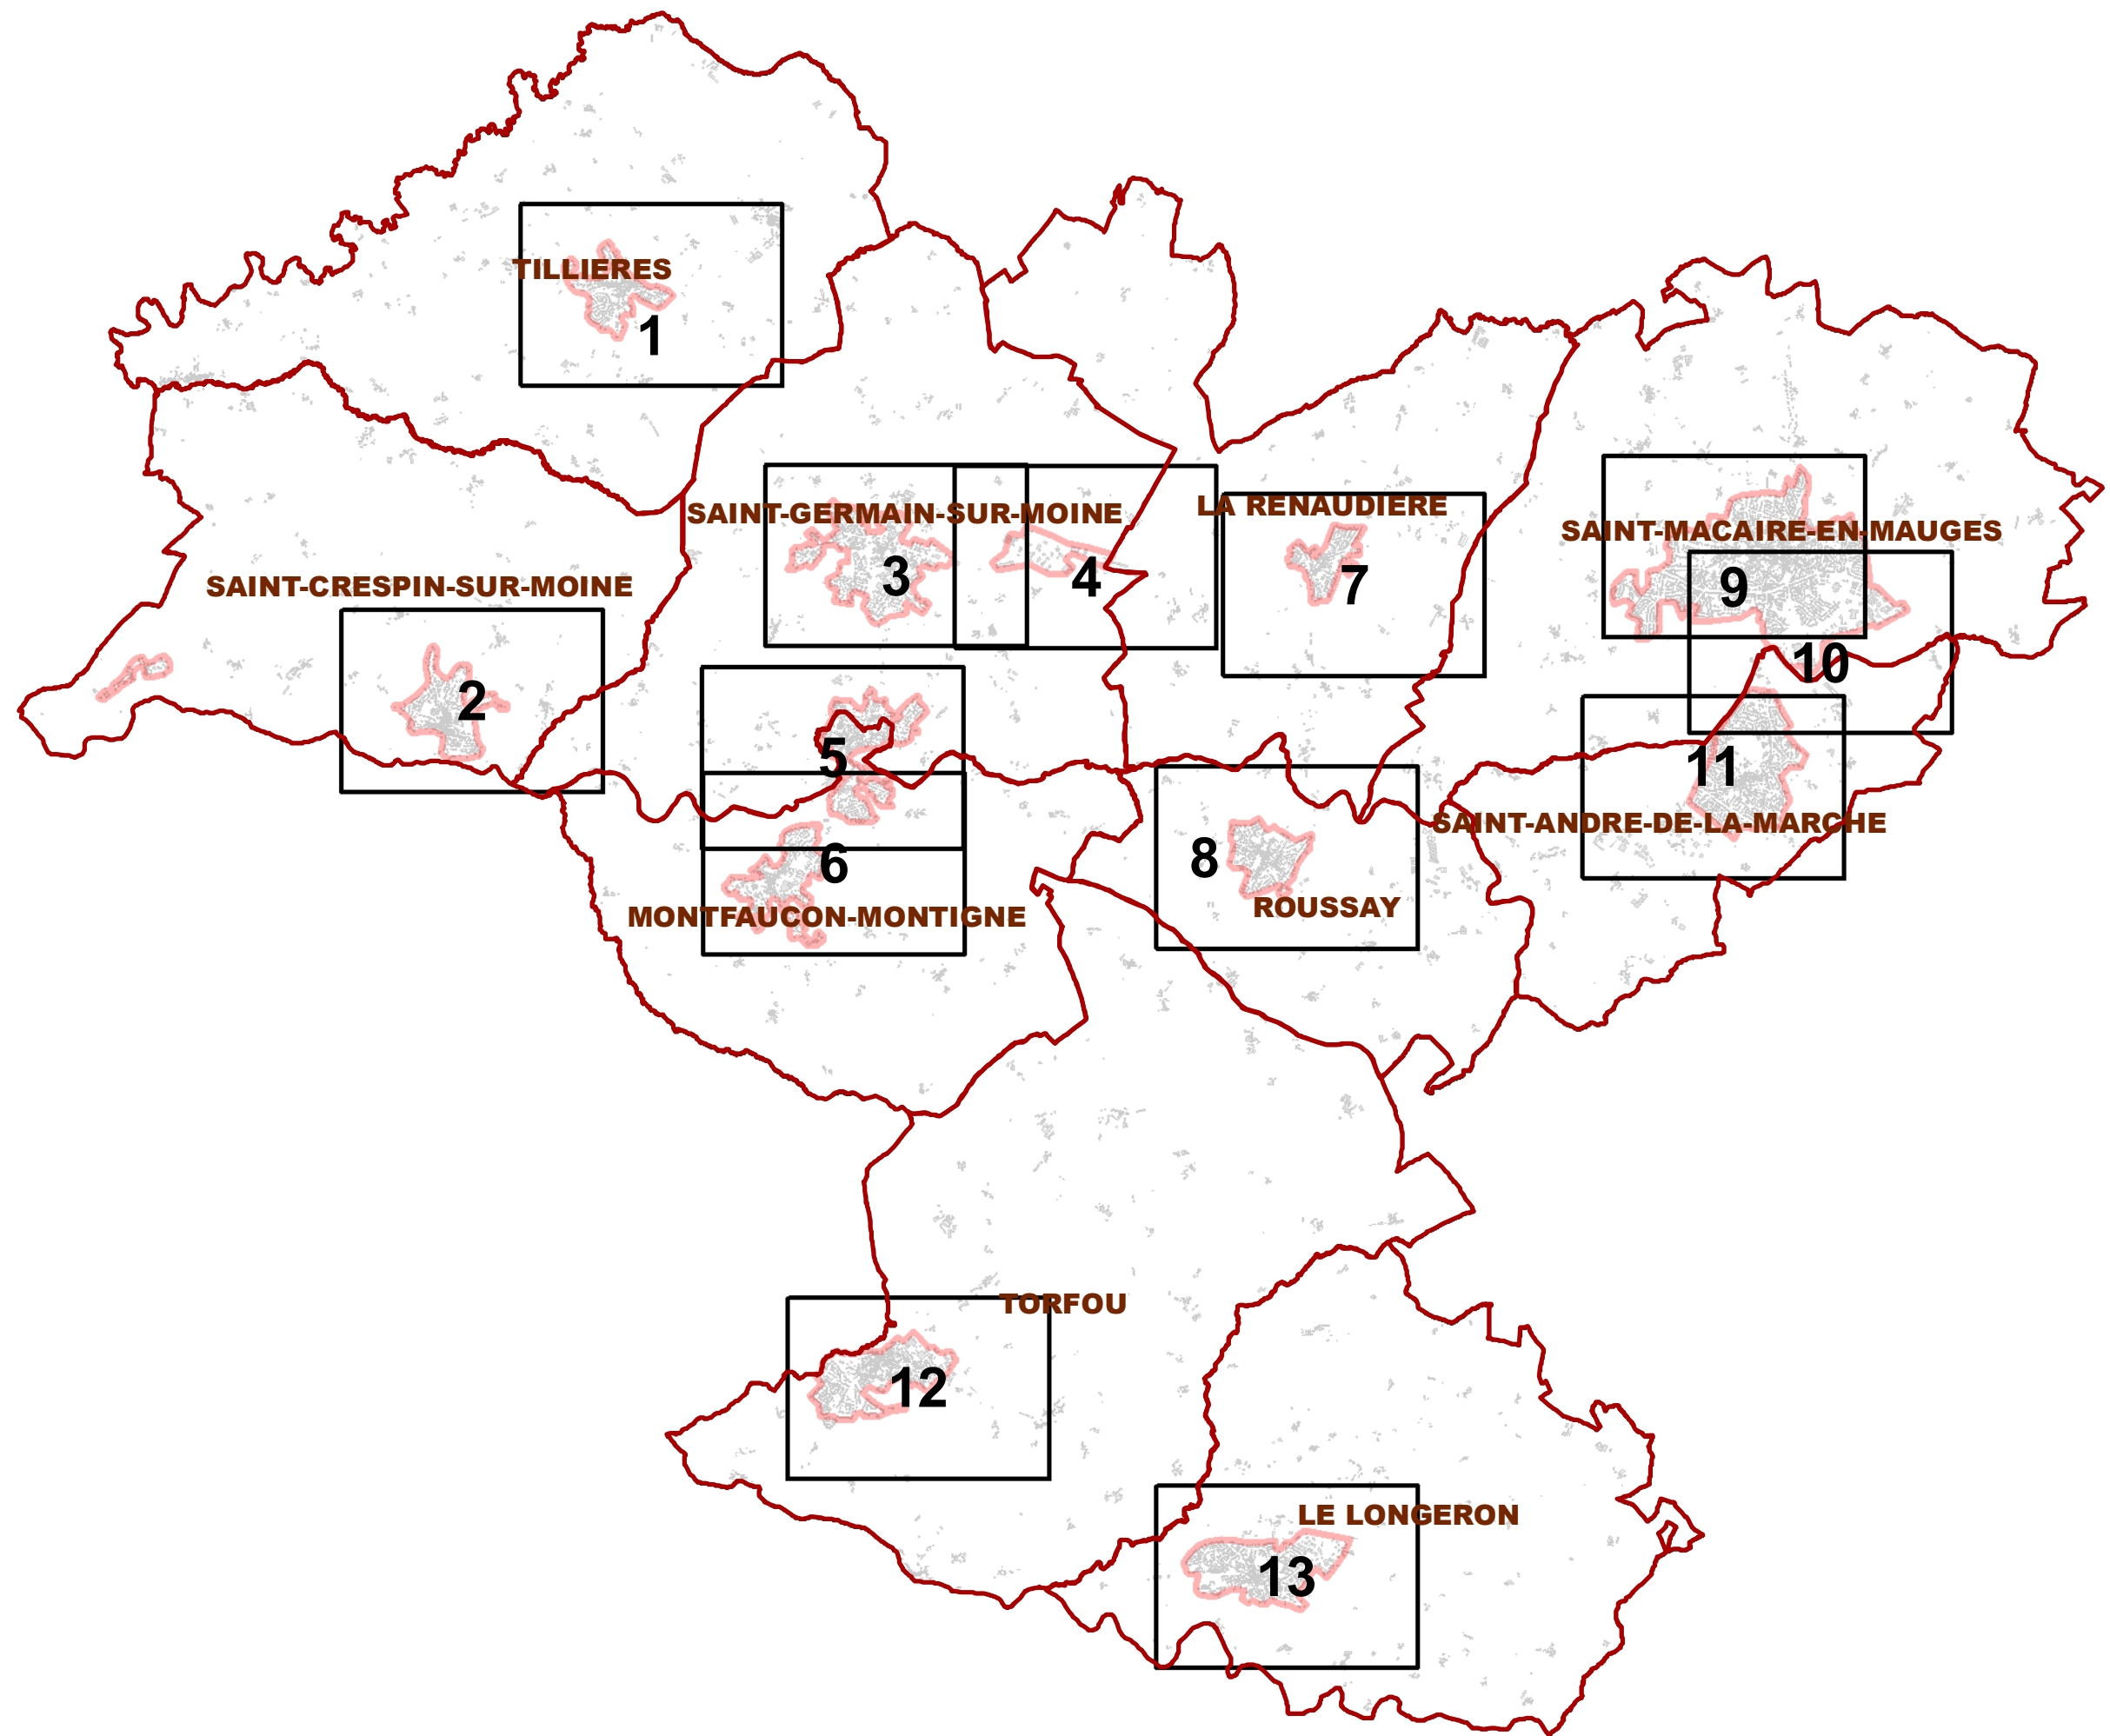 TILLIERES
1
SAINT-GERMAIN-SUR-MOINE
LA RENAUDIERE
SAINT-MACAIRE-EN-MAUGES
3
4
7
9
SAINT-CRESPIN-SUR-MOINE
2
10
5
11
SAINT-ANDRE-DE-LA-MARCHE
6
8
MONTFAUCON-MONTIGNE
ROUSSAY
TORFOU
12
LE LONGERON
13